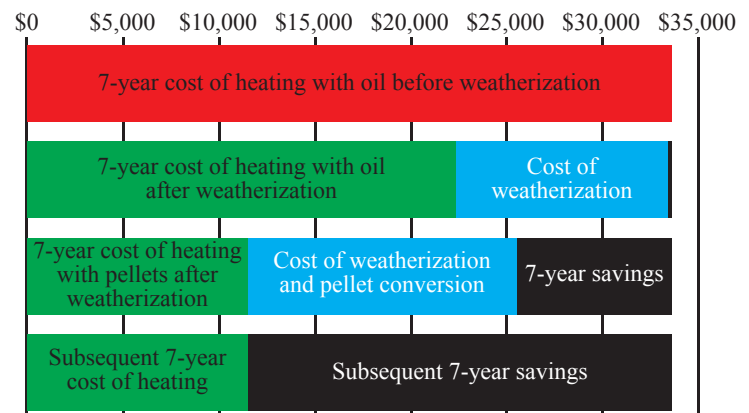 $0 $5,000 $10,000 $15,000 $20,000 $25,000 $30,000 $35,000
7-year cost of heating with oil before weatherization
7-year cost of heating with oil
after weatherization
Cost of
weatherization
7-year cost of heating
with pellets after
weatherization
Cost of weatherization
and pellet conversion
7-year savings
Subsequent 7-year
cost of heating
Subsequent 7-year savings